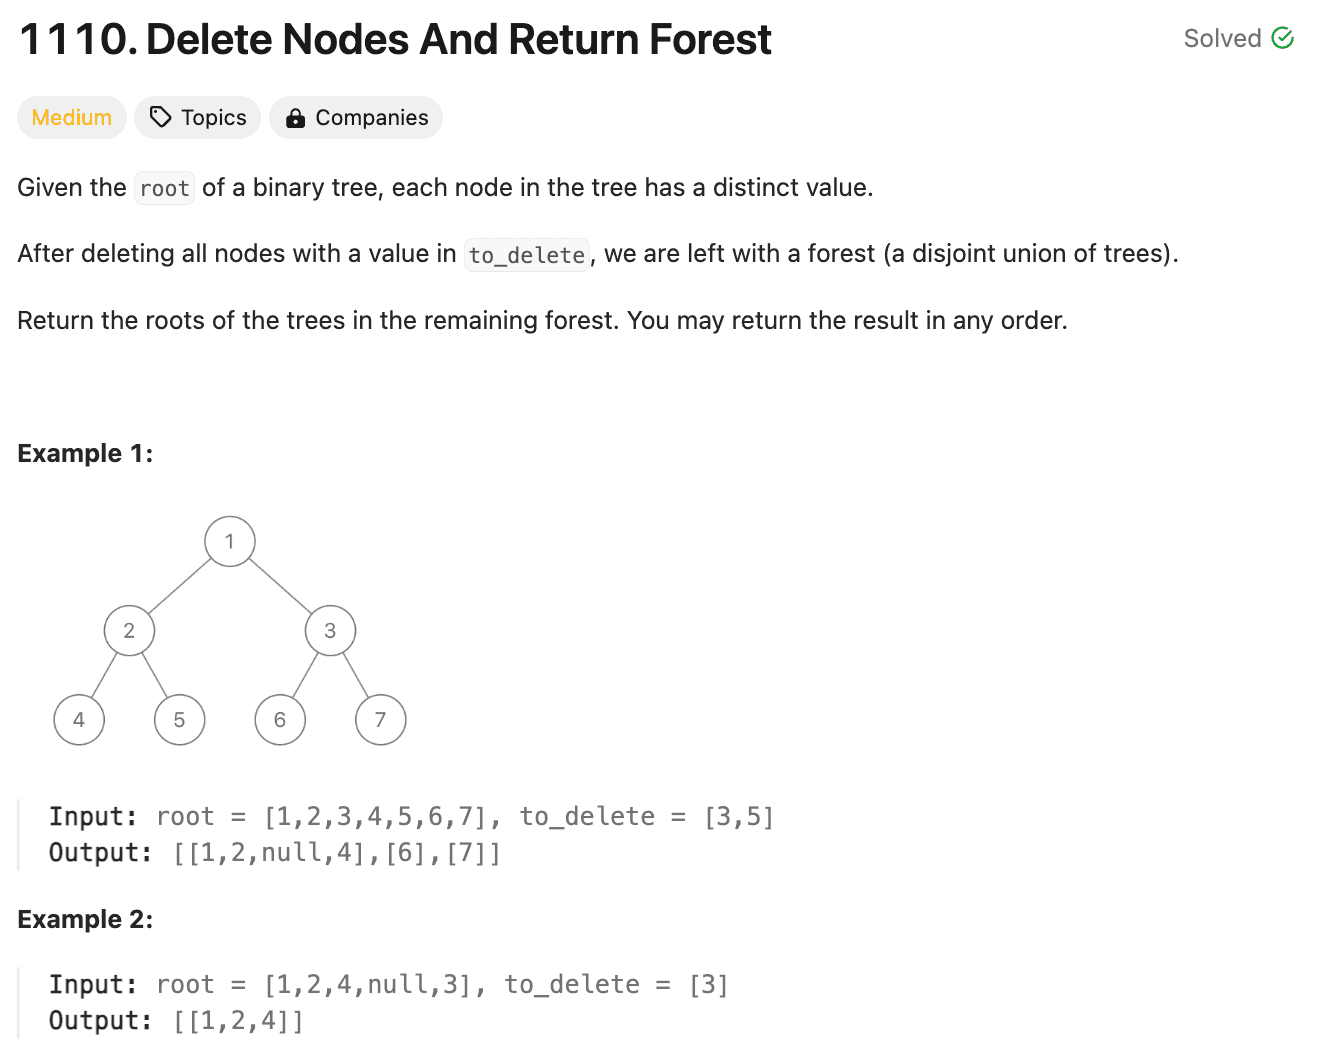 1110. Delete Nodes And Return Forest
Solved
Medium Topics Companies
Given the root of a binary tree, each node in the tree has a distinct value.
After deleting all nodes with a value in to_delete, we are left with a forest (a disjoint union of trees).
Return the roots of the trees in the remaining forest. You may return the result in any order.
Example 1:
1
2 3
4 5 6 7
Input: root = [1,2,3,4,5,6,7], to_delete = [3,5]
Output: [[1,2,null,4],[6],[7]]
Example 2:
Input: root = [1,2,4,null,3], to_delete = [3]
Output: [[1,2,4]]